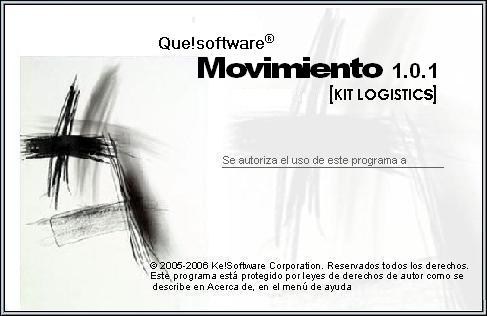 Que!software®
Movimiento 1.0.1
[KIT LOGISTICS]
Se autoriza el uso de este programa a
© 2005-2006 Ke!Software Corporation. Reservados todos los derechos.
Este programa está protegido por leyes de derechos de autor como se
describe en Acerca de, en el menú de ayuda